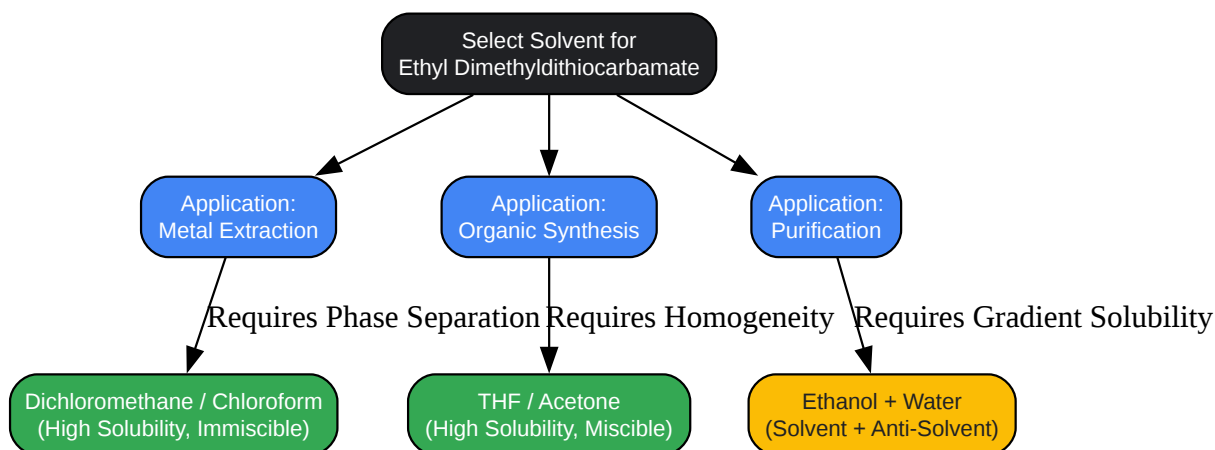 Select Solvent for
Ethyl Dimethyldithiocarbamate
Application:
Metal Extraction
Application:
Organic Synthesis
Application:
Purification
Requires Phase Separation
Requires Homogeneity
Requires Gradient Solubility
Dichloromethane / Chloroform
(High Solubility, Immiscible)
THF / Acetone
(High Solubility, Miscible)
Ethanol + Water
(Solvent + Anti-Solvent)